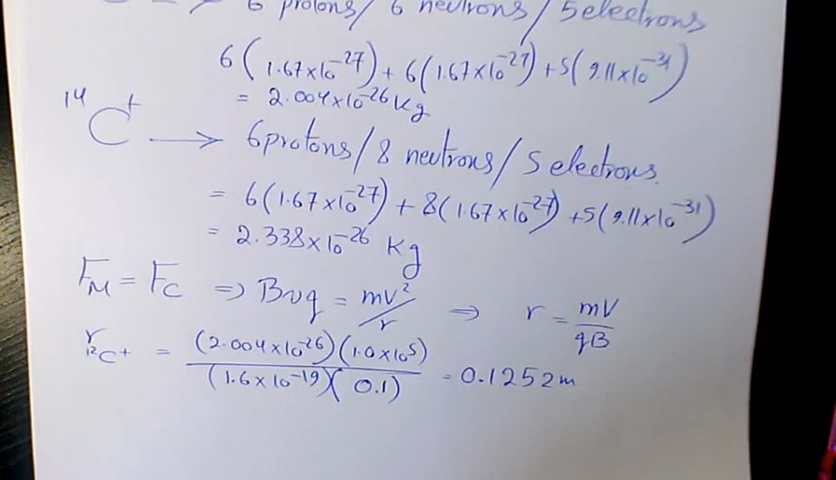 6 protons/ 6 neutrons/ 5 electrons
6(1.67×10⁻²⁷)+6(1.67×10⁻²⁷)+5(9.11×10⁻³¹)
= 2.004×10⁻²⁶ Kg
¹⁴C⁺ → 6 protons/ 8 neutrons/ 5 electrons.
= 6(1.67×10⁻²⁷) + 8(1.67×10⁻²⁷) +5(9.11×10⁻³¹)
= 2.338×10⁻²⁶ Kg
F_M = F_C ⇒ Bvq = mv²/r ⇒ r = mV/qB
r ¹²C⁺ = (2.004×10⁻²⁶)(1.0×10⁵)/(1.6×10⁻¹⁹)(0.1) = 0.1252m